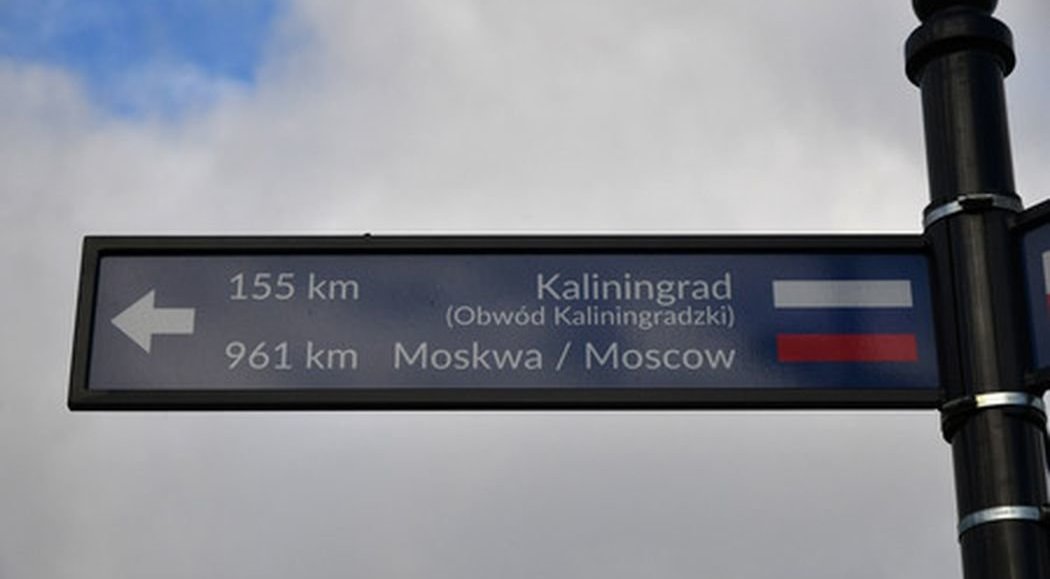 155 km Kaliningrad
(Obwód Kaliningradzki)
961 km Moskwa / Moscow